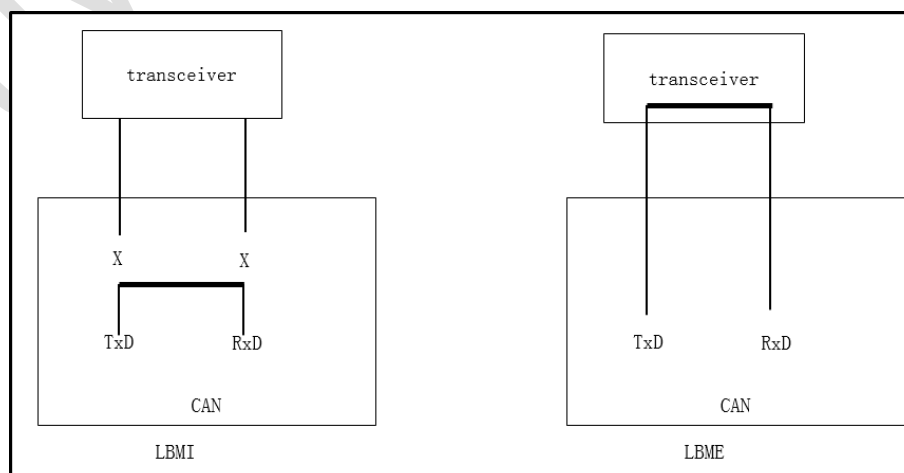 transceiver
transceiver
X X
TxD RxD
TxD RxD
CAN
CAN
LBMI
LBME